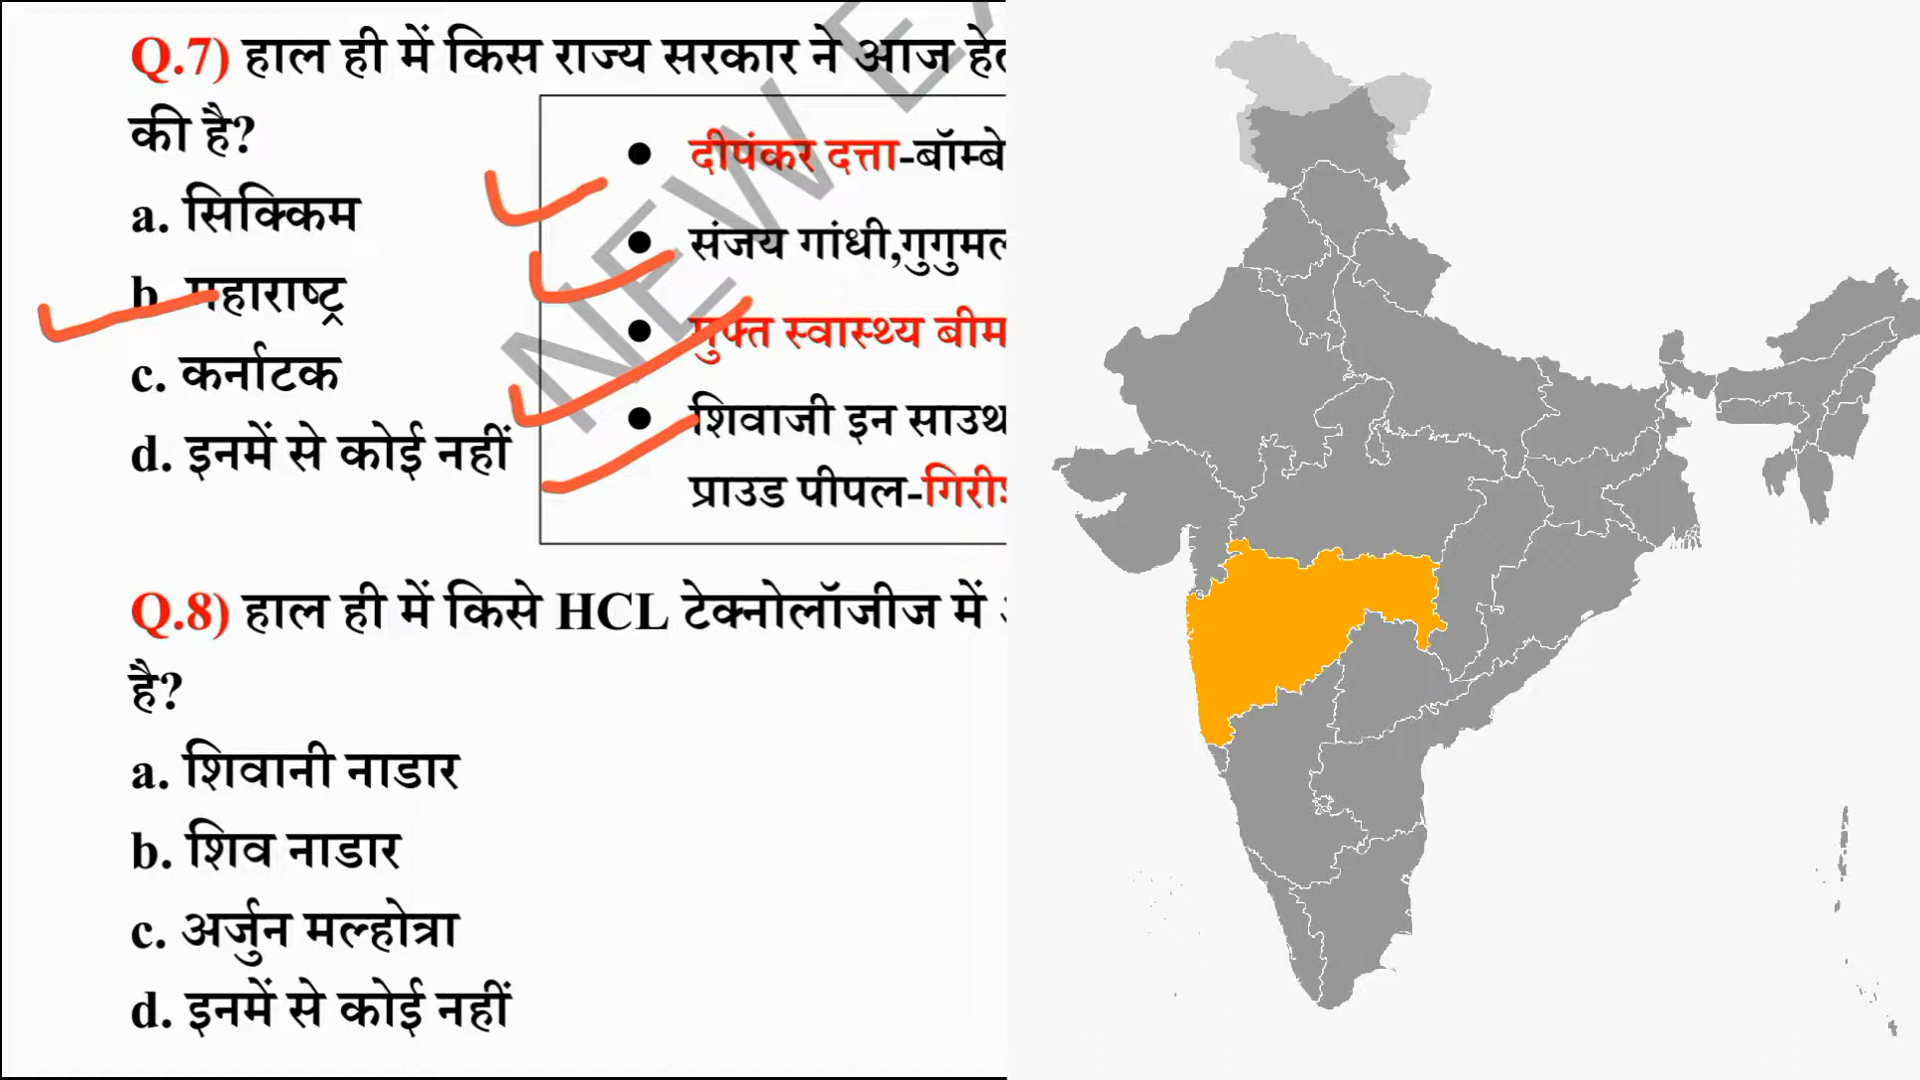 Q.7) हाल ही में किस राज्य सरकार ने आज
की है?
a. सिक्किम
b. महाराष्ट्र
c. कर्नाटक
d. इनमें से कोई नहीं
● दीपंकर दत्ता-बॉम्बे
● संजय गांधी,
● मुफ्त स्वास्थ्य
● शिवाजी इन साउथ
प्राउड पीपल-
NEW
Q.8) हाल ही में किसे HCL टेक्नोलॉजीज में
है?
a. शिवानी नाडार
b. शिव नाडार
c. अर्जुन मल्होत्रा
d. इनमें से कोई नहीं